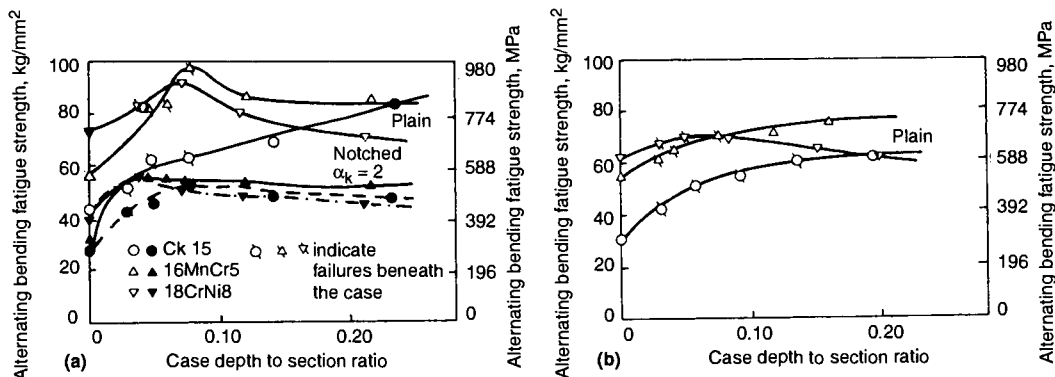 Alternating bending fatigue strength, kg/mm²
100
80
60
40
20
0
980
774
588
392
196
0
Alternating bending fatigue strength, MPa
Plain
Notched
αk = 2
Ck 15
16MnCr5
18CrNi8
indicate
failures beneath
the case
0
0.10
0.20
(a)
Case depth to section ratio
Alternating bending fatigue strength, kg/mm²
100
80
60
40
20
0
980
774
588
392
196
0
Alternating bending fatigue strength, MPa
Plain
0
0.10
0.20
(b)
Case depth to section ratio